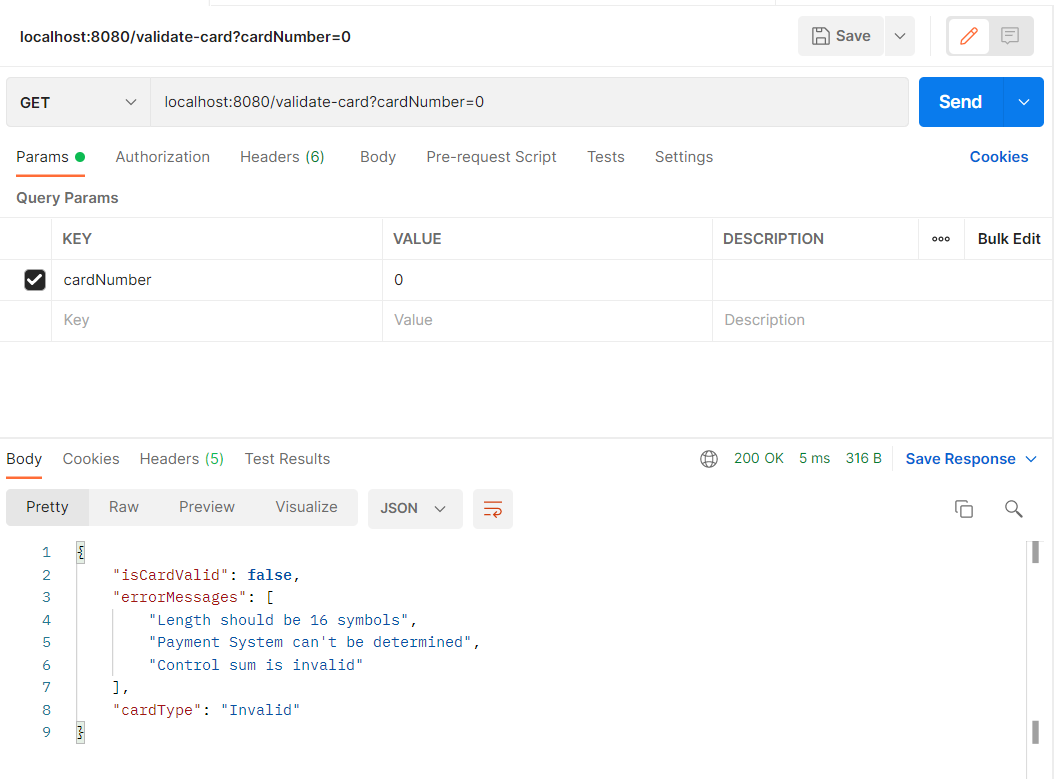 localhost:8080/validate-card?cardNumber=0 Save
GET localhost:8080/validate-card?cardNumber=0 Send
Params Authorization Headers (6) Body Pre-request Script Tests Settings Cookies
Query Params
KEY VALUE DESCRIPTION ooo Bulk Edit
cardNumber 0
Key Value Description
Body Cookies Headers (5) Test Results 200 OK 5 ms 316 B Save Response
Pretty Raw Preview Visualize JSON
1 {
2 "isCardValid": false,
3 "errorMessages": [
4 "Length should be 16 symbols",
5 "Payment System can't be determined",
6 "Control sum is invalid"
7 ],
8 "cardType": "Invalid"
9 }